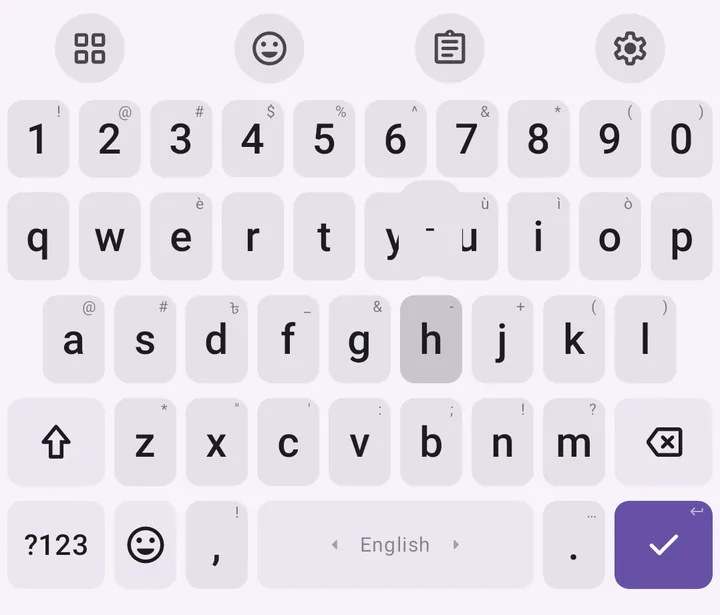 ! @ # $ % ^ & * ( )
1 2 3 4 5 6 7 8 9 0
è ù ì ò
q w e r t y - u i o p
@ # ъ _ & - + ( )
a s d f g h j k l
* " ' : ; ! ?
z x c v b n m
! …
?123 , English .